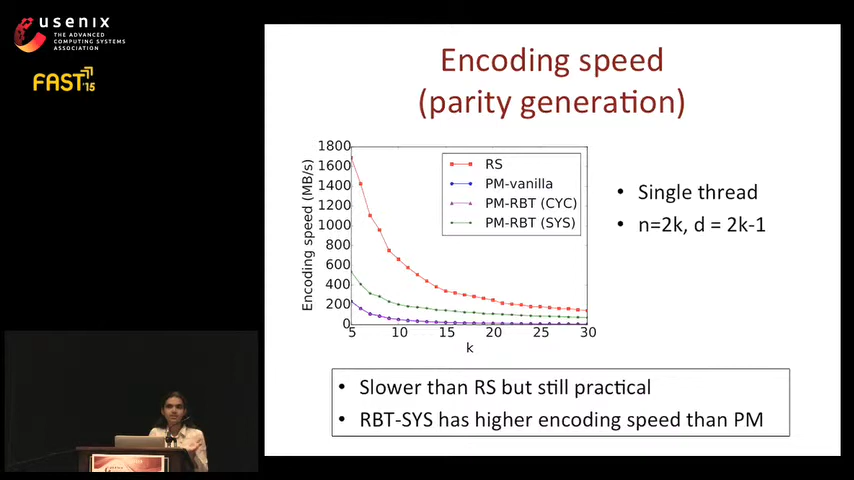 usenix
THE ADVANCED
COMPUTING SYSTEMS
ASSOCIATION
FAST '15
Encoding speed
(parity generation)
1800
1600
1400
1200
1000
800
600
400
200
0
Encoding speed (MB/s)
5
10
15
20
25
30
k
RS
PM-vanilla
PM-RBT (CYC)
PM-RBT (SYS)
• Single thread
• n=2k, d = 2k-1
• Slower than RS but still practical
• RBT-SYS has higher encoding speed than PM
usenix